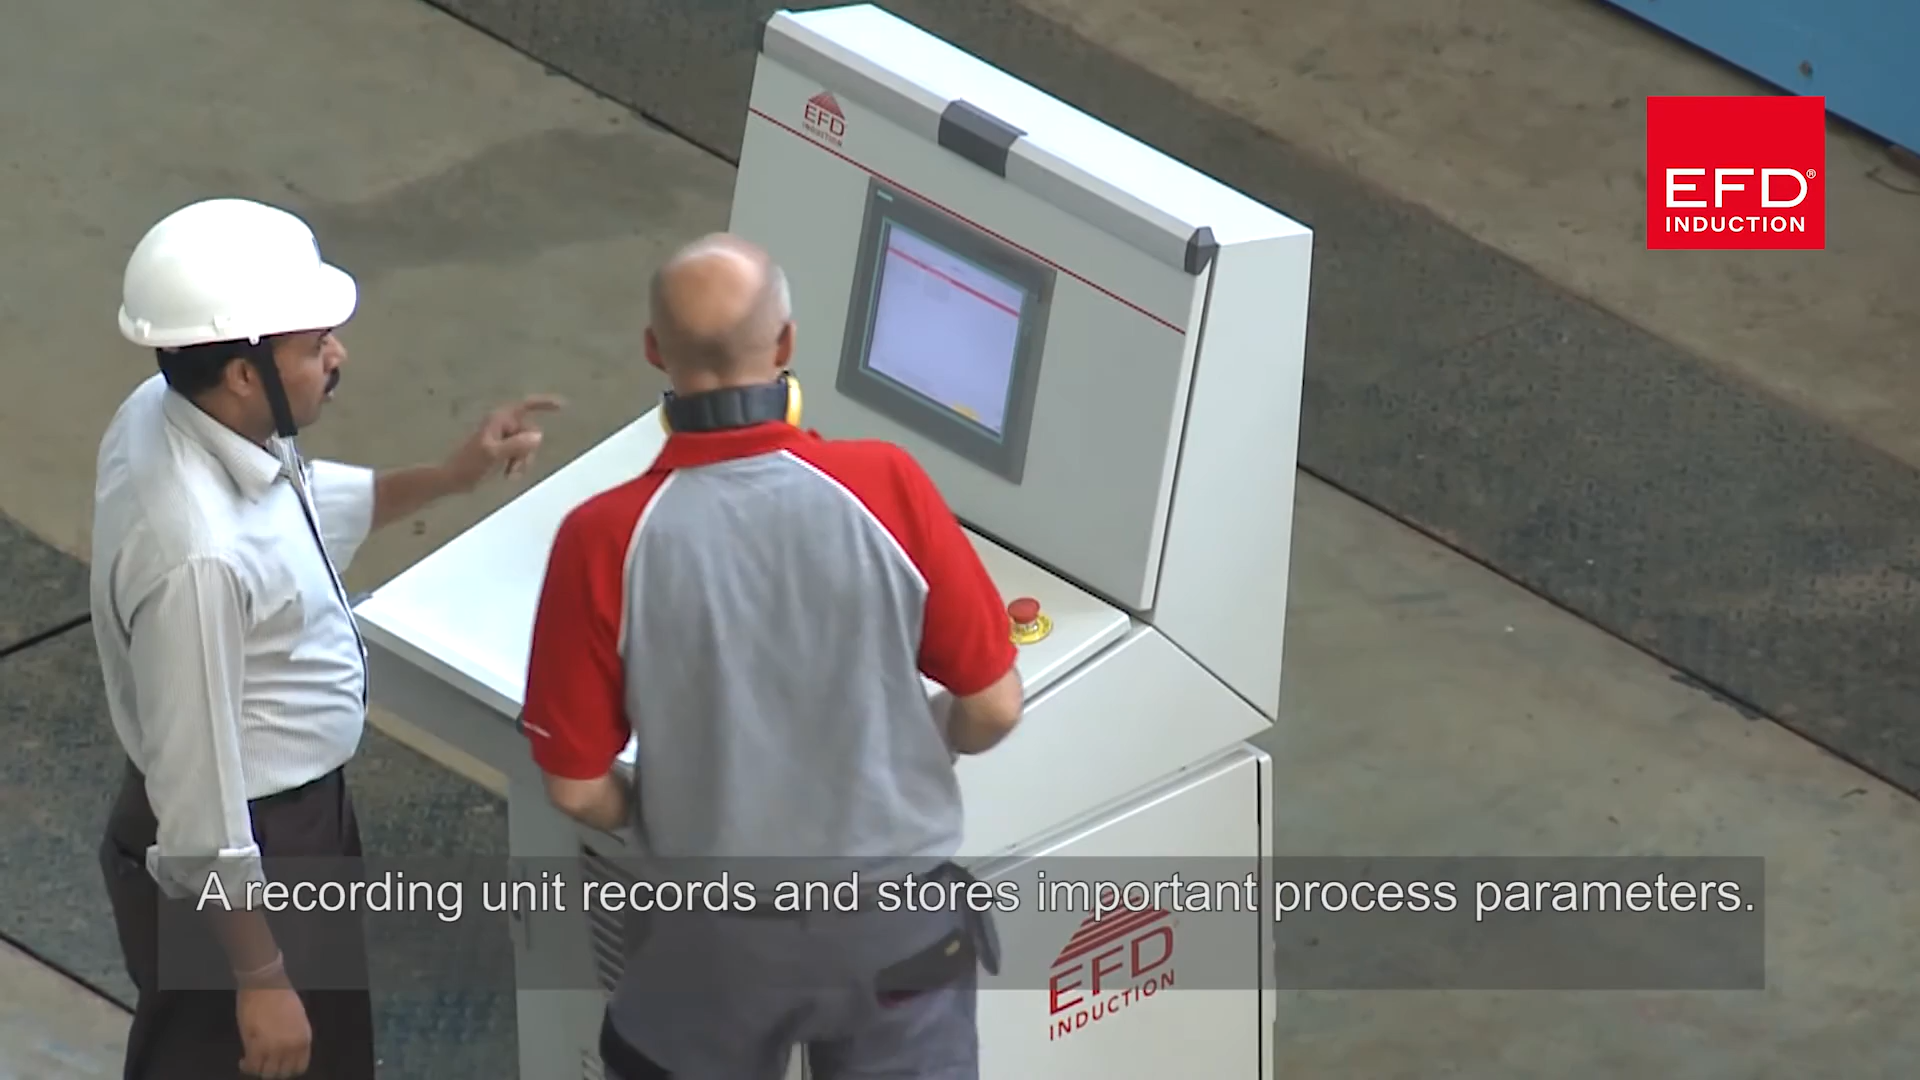 EFD
INDUCTION
EFD®
INDUCTION
A recording unit records and stores important process parameters.
EFD
INDUCTION